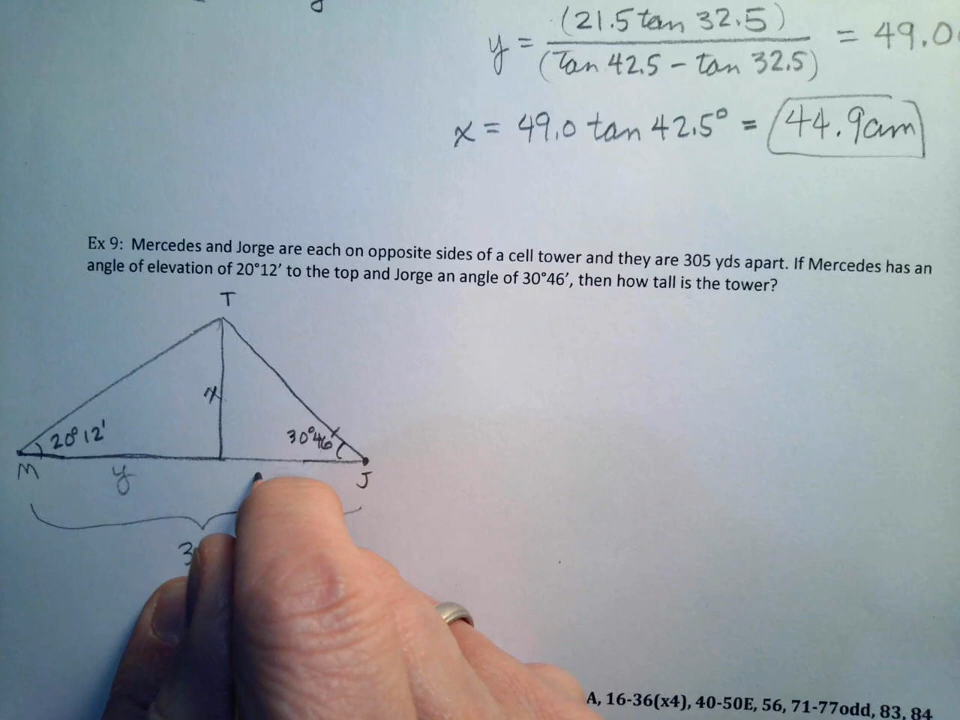 (21.5 tan 32.5)
y = ‾‾‾‾‾‾‾‾ = 49.0
(Tan 42.5 - tan 32.5)
x = 49.0 tan 42.5° = 44.9cm
Ex 9: Mercedes and Jorge are each on opposite sides of a cell tower and they are 305 yds apart. If Mercedes has an
angle of elevation of 20°12′ to the top and Jorge an angle of 30°46′, then how tall is the tower?
T
x
20°12'
30°46'
M
y
J
3
A, 16-36(x4), 40-50E, 56, 71-77odd, 83, 84